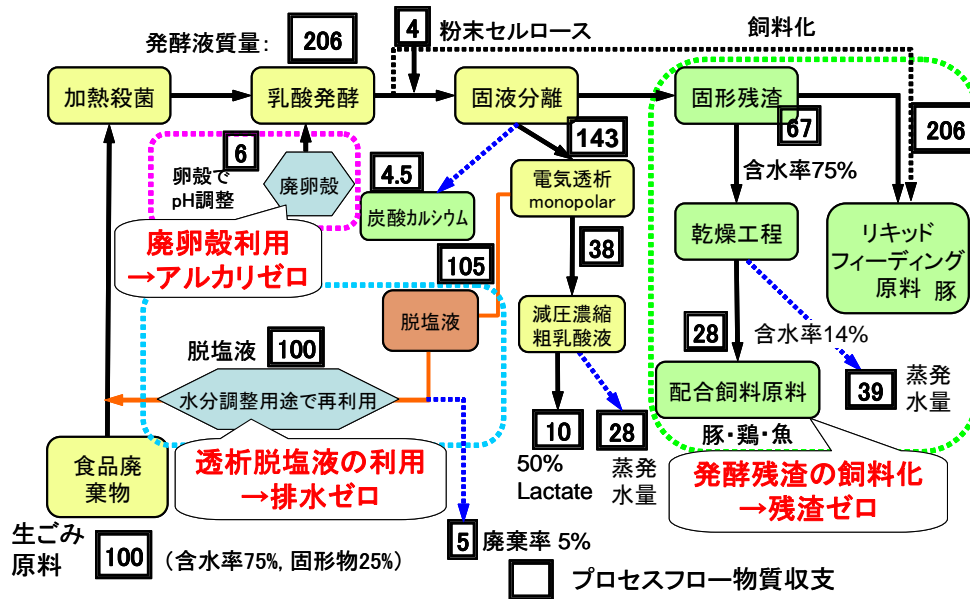 発酵液質量:
206
4
粉末セルロース
飼料化
加熱殺菌
乳酸発酵
固液分離
固形残渣
67
206
6
卵殻で
pH調整
廃卵殻
4.5
炭酸カルシウム
143
電気透析
monopolar
含水率75%
乾燥工程
リキッド
フィーディング
原料 豚
廃卵殻利用
→アルカリゼロ
105
38
脱塩液
減圧濃縮
粗乳酸液
28
含水率14%
脱塩液
100
水分調整用途で再利用
配合飼料原料
39
蒸発
水量
豚・鶏・魚
10
28
50%
Lactate
蒸発
水量
食品廃
棄物
透析脱塩液の利用
→排水ゼロ
発酵残渣の飼料化
→残渣ゼロ
生ごみ
原料
100
(含水率75%, 固形物25%)
5
廃棄率 5%
プロセスフロー物質収支